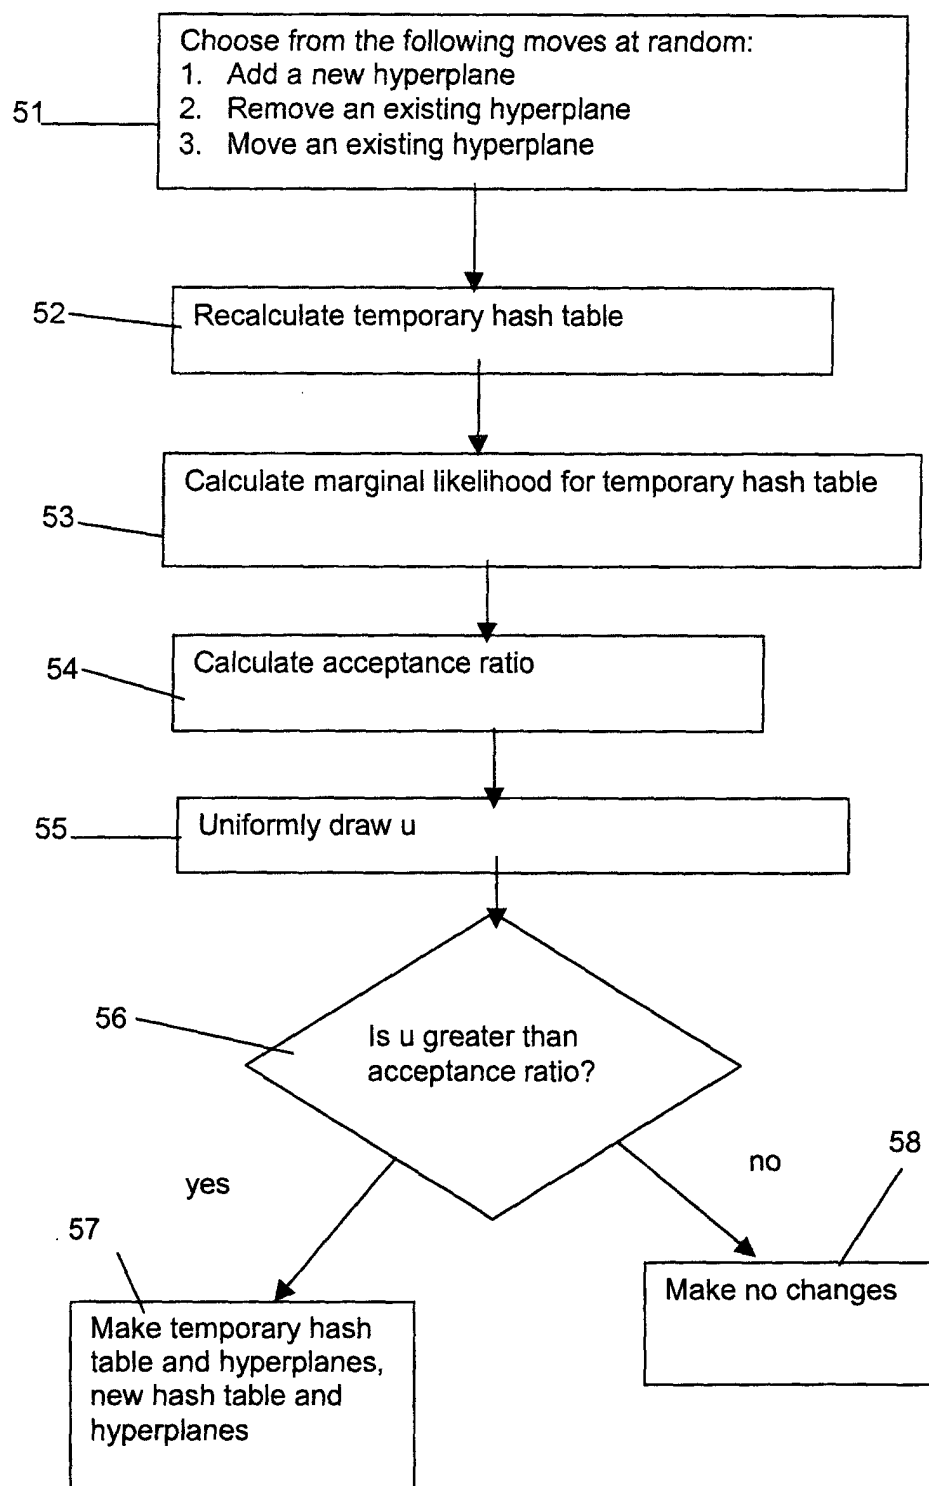 Choose from the following moves at random:
1. Add a new hyperplane
2. Remove an existing hyperplane
3. Move an existing hyperplane
51
52
Recalculate temporary hash table
Calculate marginal likelihood for temporary hash table
53
Calculate acceptance ratio
54
Uniformly draw u
55
56
Is u greater than
acceptance ratio?
58
no
yes
57
Make no changes
Make temporary hash
table and hyperplanes,
new hash table and
hyperplanes